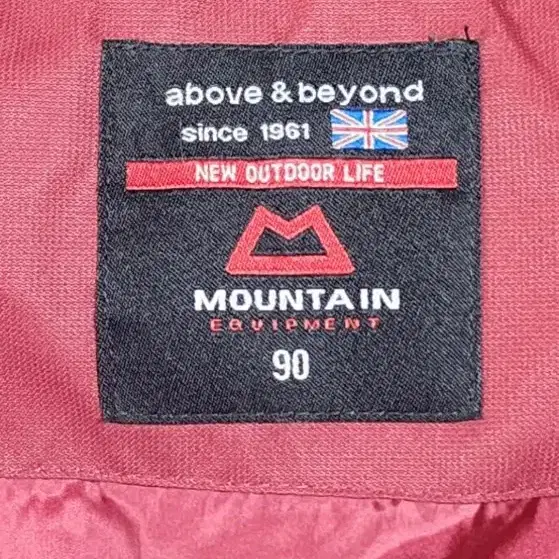 above & beyond
since 1961
NEW OUTDOOR LIFE
MOUNTAIN
EQUIPMENT
90